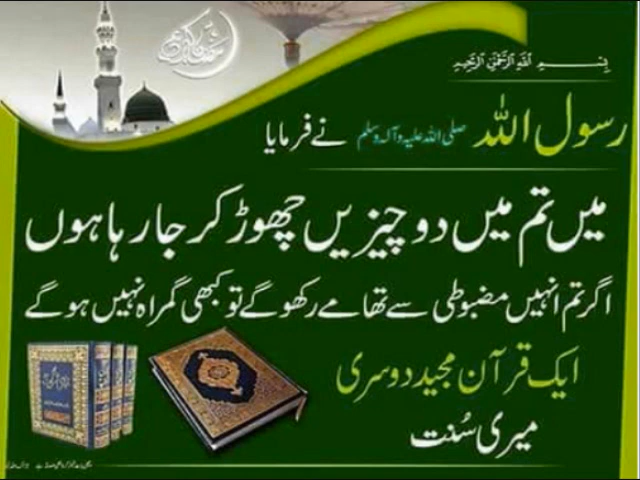 بِسْمِ اللهِ الرَّحْمٰنِ الرَّحِيْمِ
رسول اللہ صلی اللہ علیہ وآلہ وسلم نے فرمایا
میں تم میں دو چیزیں چھوڑ کر جا رہا ہوں
اگر تم انہیں مضبوطی سے تھامے رکھو گے تو کبھی گمراہ نہیں ہو گے
ایک قرآن مجید دوسری
میری سُنت